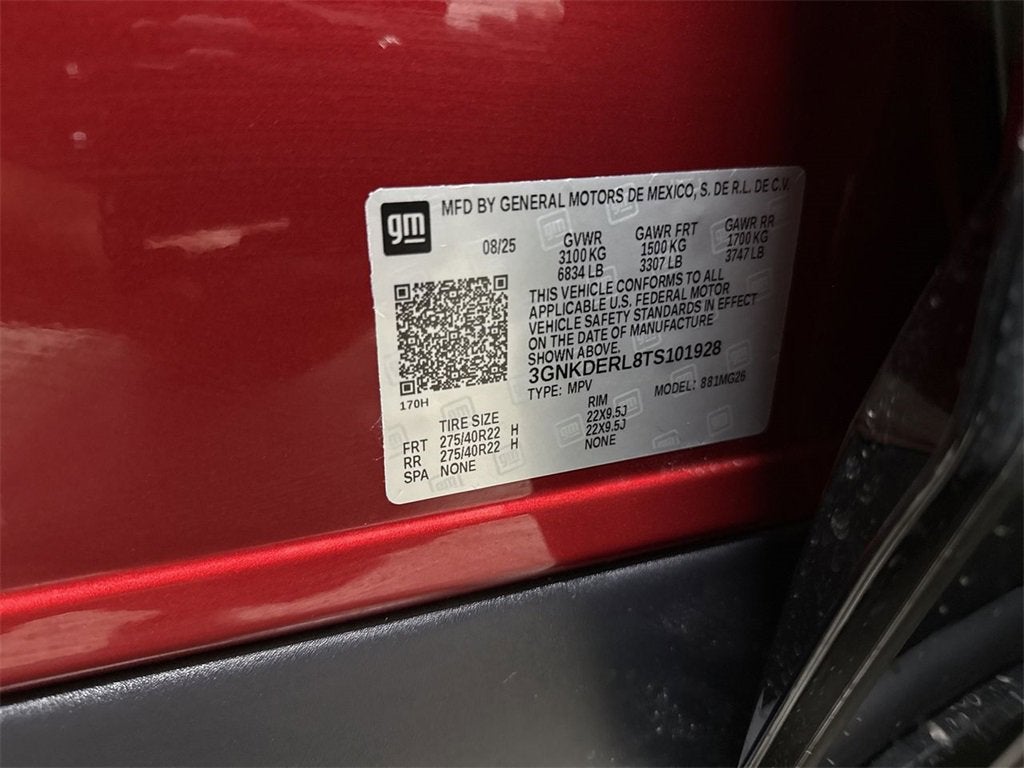 gm
MFD BY GENERAL MOTORS DE MEXICO, S. DE R.L. DE C.V.
08/25
GVWR
3100 KG
6834 LB
GAWR FRT
1500 KG
3307 LB
GAWR RR
1700 KG
3747 LB
THIS VEHICLE CONFORMS TO ALL
APPLICABLE U.S. FEDERAL MOTOR
VEHICLE SAFETY STANDARDS IN EFFECT
ON THE DATE OF MANUFACTURE
SHOWN ABOVE.
3GNKDERL8TS101928
TYPE: MPV MODEL: 881MG26
170H
TIRE SIZE RIM
FRT 275/40R22 H 22X9.5J
RR 275/40R22 H 22X9.5J
SPA NONE NONE